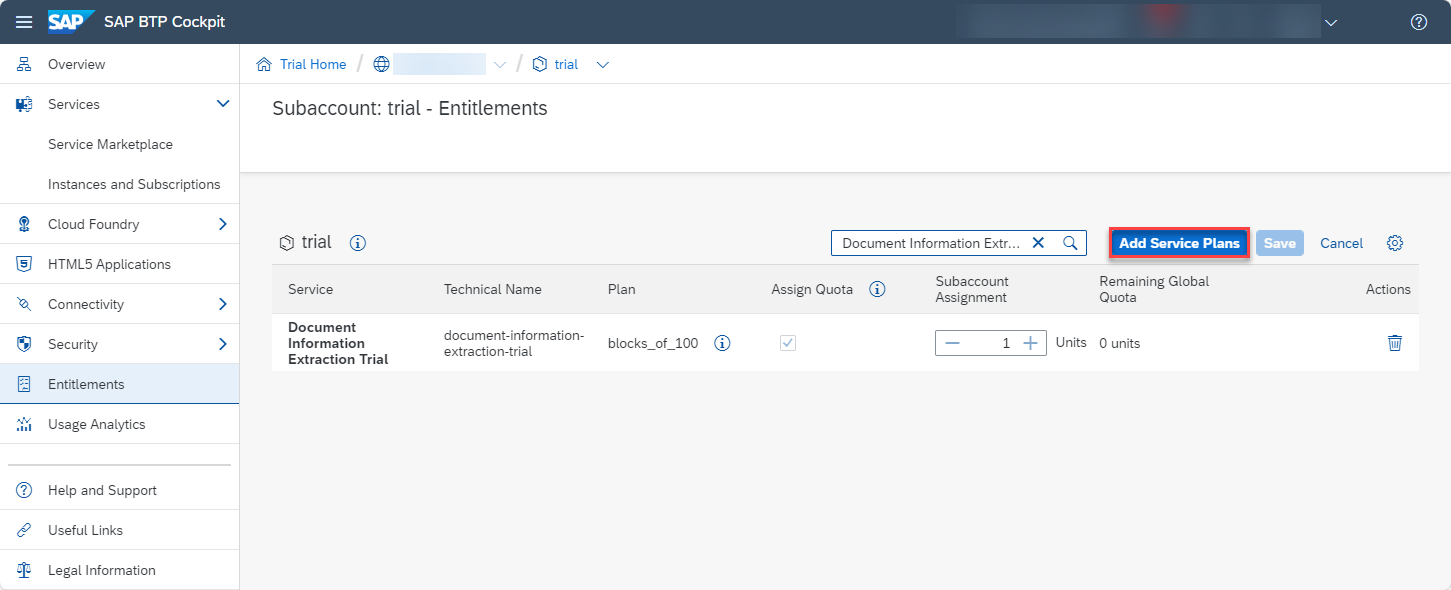 SAP SAP BTP Cockpit
Overview
Services
Service Marketplace
Instances and Subscriptions
Cloud Foundry
HTML5 Applications
Connectivity
Security
Entitlements
Usage Analytics
Help and Support
Useful Links
Legal Information
Trial Home / / trial
Subaccount: trial - Entitlements
trial
Document Information Extr... Add Service Plans Save Cancel
Service Technical Name Plan Assign Quota Subaccount Assignment Remaining Global Quota Actions
Document
Information
Extraction Trial
document-information-
extraction-trial
blocks_of_100
1 Units
0 units